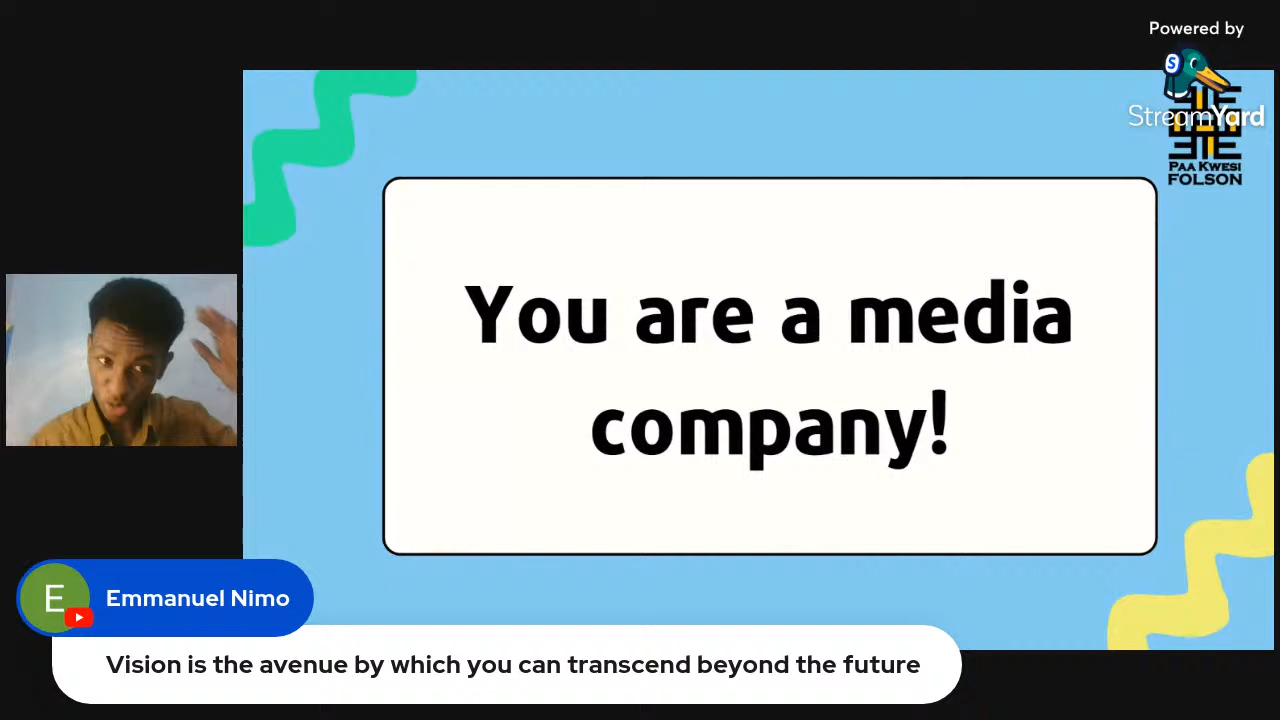 Powered by
S
StreamYard
PAA KWESI
FOLSON
You are a media
company!
E
Emmanuel Nimo
Vision is the avenue by which you can transcend beyond the future